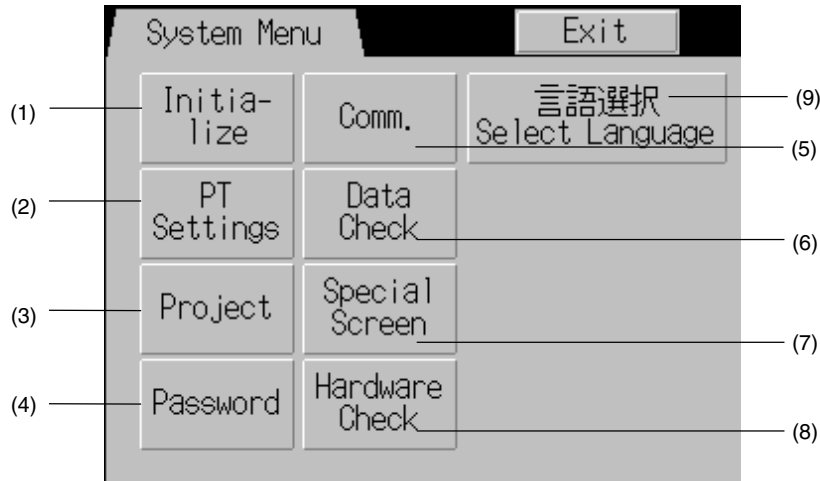 System Menu
Exit
(1)
Initia-
lize
Comm.
言語選択
Select Language
(9)
(5)
(2)
PT
Settings
Data
Check
(6)
(3)
Project
Special
Screen
(7)
(4)
Password
Hardware
Check
(8)